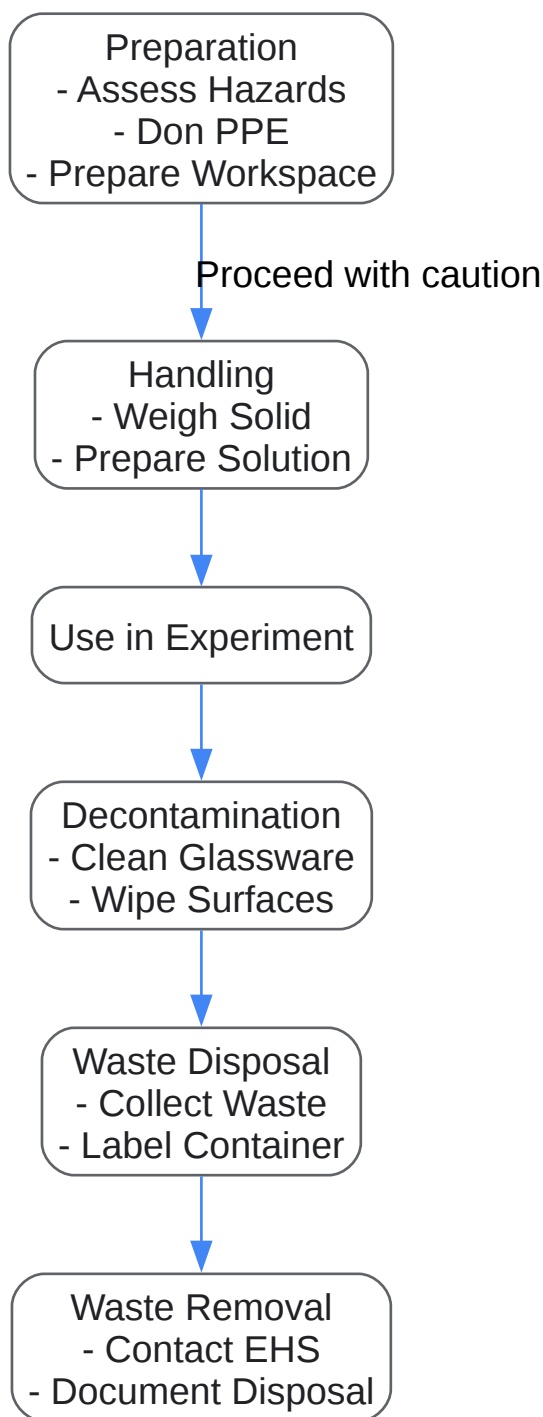 Preparation
- Assess Hazards
- Don PPE
- Prepare Workspace
Proceed with caution
Handling
- Weigh Solid
- Prepare Solution
Use in Experiment
Decontamination
- Clean Glassware
- Wipe Surfaces
Waste Disposal
- Collect Waste
- Label Container
Waste Removal
- Contact EHS
- Document Disposal